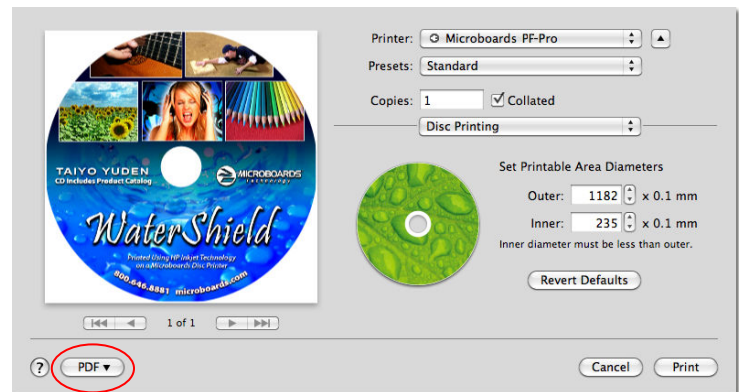 Printer: Microboards PF-Pro
Presets: Standard
Copies: 1 Collated
Disc Printing
TAIYO YUDEN
CD Includes Product Catalog
MICROBOARDS
Technology
WaterShield
Printed Using HP Inkjet Technology
on a Microboards Disc Printer
800.646.8881 microboards.com
Set Printable Area Diameters
Outer: 1182 x 0.1 mm
Inner: 235 x 0.1 mm
Inner diameter must be less than outer.
Revert Defaults
1 of 1
? PDF
Cancel Print